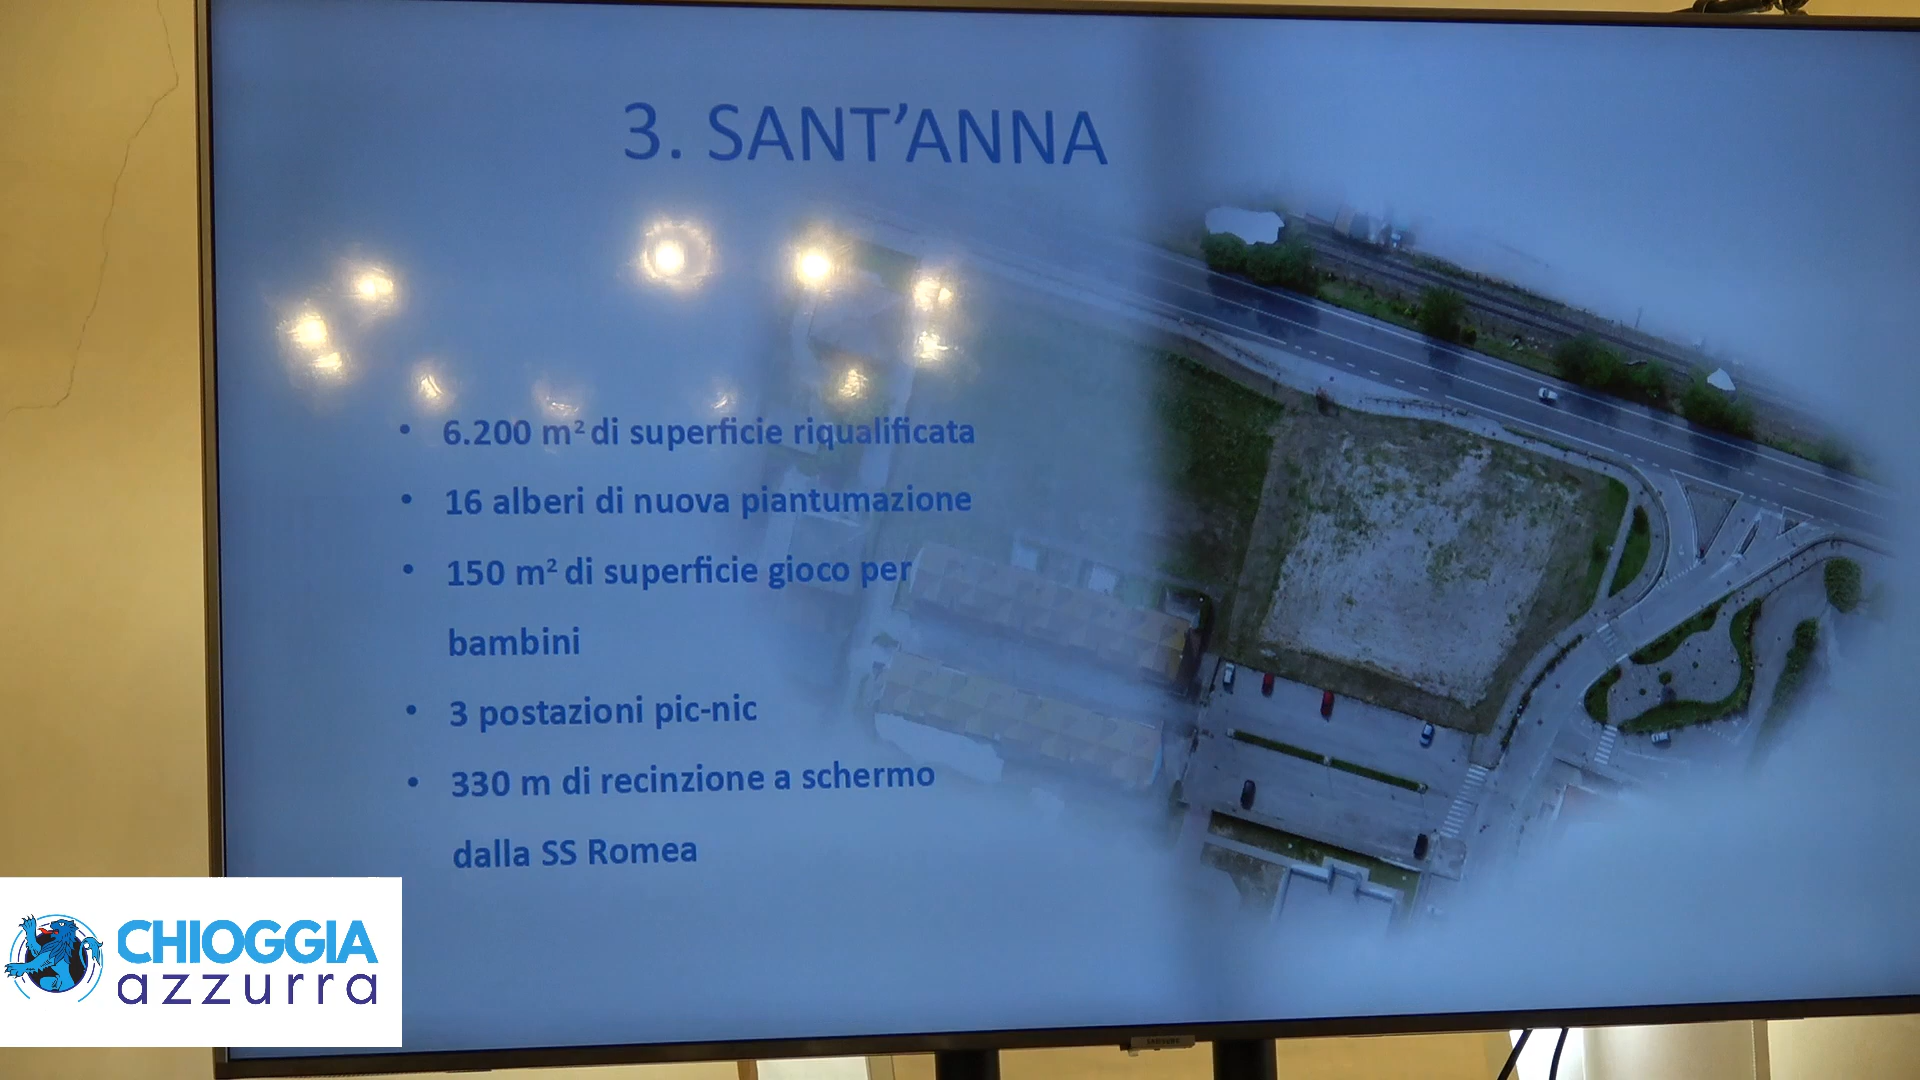 3. SANT’ANNA
• 6.200 m² di superficie riqualificata
• 16 alberi di nuova piantumazione
• 150 m² di superficie gioco per
bambini
• 3 postazioni pic-nic
• 330 m di recinzione a schermo
dalla SS Romea
CHIOGGIA
azzurra
SAMSUNG